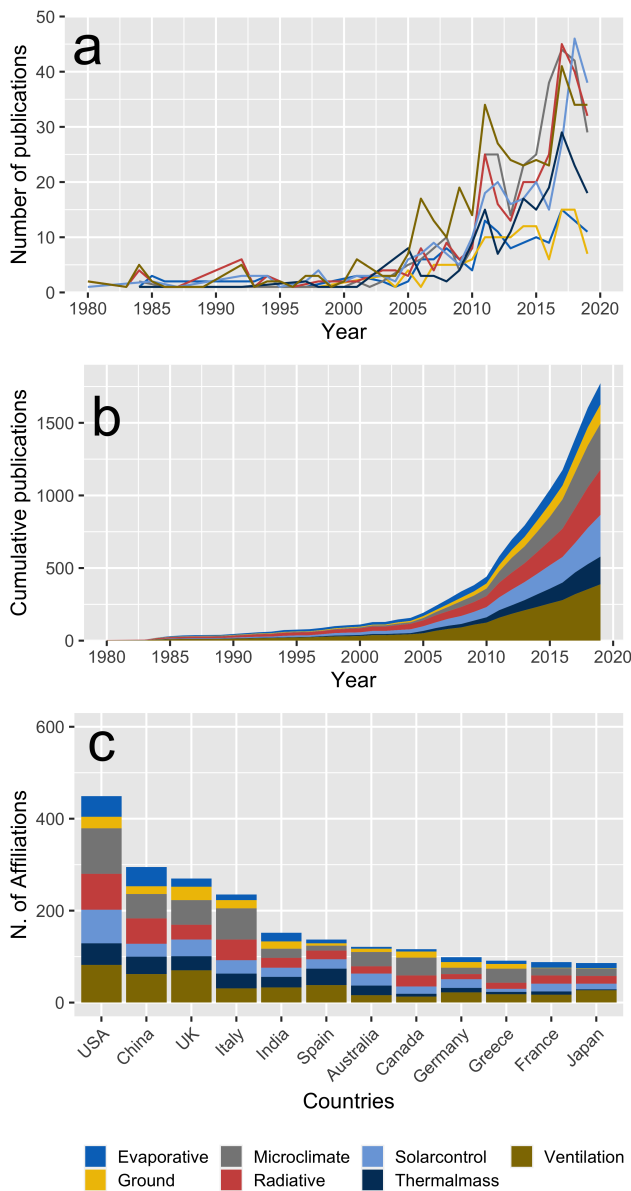 a
Number of publications
50
40
30
20
10
0
1980 1985 1990 1995 2000 2005 2010 2015 2020
Year
b
Cumulative publications
1500
1000
500
0
1980 1985 1990 1995 2000 2005 2010 2015 2020
Year
c
N. of Affiliations
600
400
200
0
USA China UK Italy India Spain Australia Canada Germany Greece France Japan
Countries
Evaporative Microclimate Solarcontrol Ventilation
Ground Radiative Thermalmass